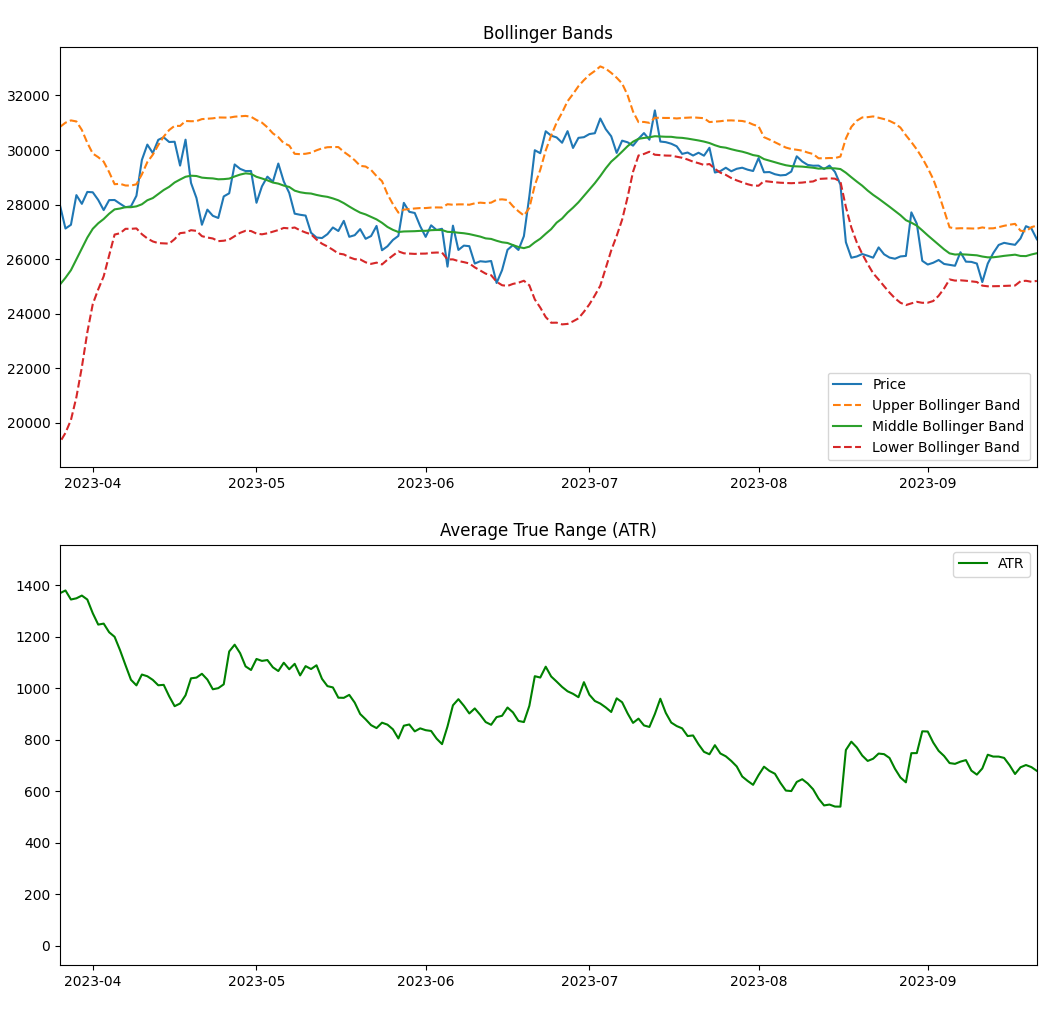 Bollinger Bands
32000
30000
28000
26000
24000
22000
20000
Price
Upper Bollinger Band
Middle Bollinger Band
Lower Bollinger Band
2023-04 2023-05 2023-06 2023-07 2023-08 2023-09
Average True Range (ATR)
1400
1200
1000
800
600
400
200
0
ATR
2023-04 2023-05 2023-06 2023-07 2023-08 2023-09